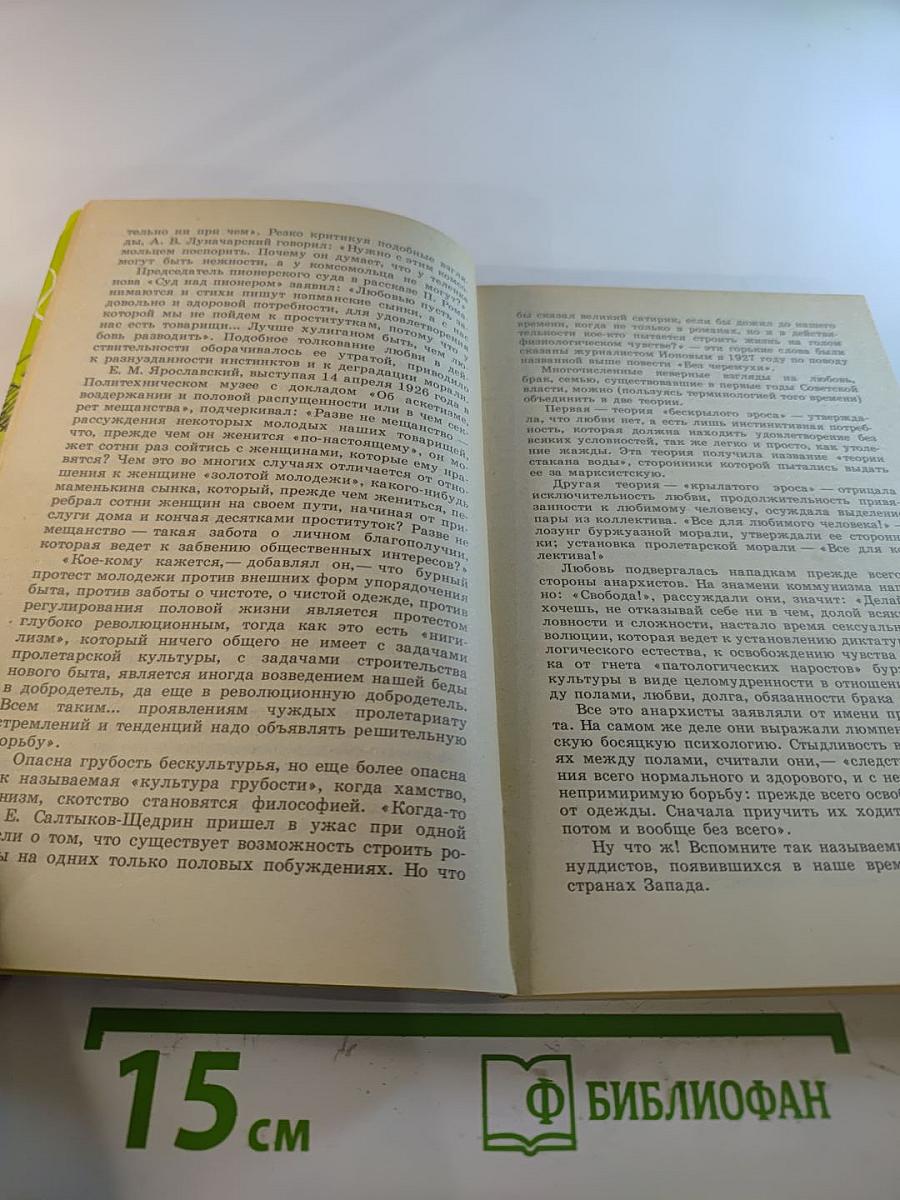 тельно ни при чем». Резко критикуя подобные взгля-
ды, А. В. Луначарский говорил: «Нужно с этим комсо-
мольцем поспорить. Почему он думает, что у теленка
могут быть нежности, а у комсомольца не могут?»
Председатель пионерского суда в рассказе П. Рома-
нова «Суд над пионером» заявил: «Любовью пусть за-
нимаются и стихи пишут нэпманские сынки, а с нас
довольно и здоровой потребности, для удовлетворения
которой мы не пойдем к проституткам, потому что у
нас есть товарищи... Лучше хулиганом быть, чем лю-
бовь разводить». Подобное толкование любви в дей-
ствительности оборачивалось ее утратой, приводило
к разнузданности инстинктов и к деградации морали.
Е. М. Ярославский, выступая 14 апреля 1926 года в
Политехническом музее с докладом «Об аскетизме,
воздержании и половой распущенности или в чем сек-
рет мещанства», подчеркивал: «Разве не мещанство —
рассуждения некоторых молодых наших товарищей,
что, прежде чем он женится «по-настоящему», он мо-
жет сотни раз сойтись с женщинами, которые ему нра-
вятся? Чем это во многих случаях отличается от отно-
шения к женщине «золотой молодежи», какого-нибудь
маменькина сынка, который, прежде чем жениться, пе-
ребрал сотни женщин на своем пути, начиная от при-
слуги дома и кончая десятками проституток? Разве не
мещанство — такая забота о личном благополучии,
которая ведет к забвению общественных интересов?»
«Кое-кому кажется,— добавлял он,— что бурный
протест молодежи против внешних форм упорядочения
быта, против заботы о чистоте, о чистой одежде, против
регулирования половой жизни является протестом
глубоко революционным, тогда как это есть «ниги-
лизм», который ничего общего не имеет с задачами
пролетарской культуры, с задачами строительства
нового быта, является иногда возведением нашей беды
в добродетель, да еще в революционную добродетель.
Всем таким... проявлениям чуждых пролетариату
стремлений и тенденций надо объявлять решительную
орьбу».
Опасна грубость бескультурья, но еще более опасна
к называемая «культура грубости», когда хамство,
низм, скотство становятся философией. «Когда-то
Е. Салтыков-Щедрин пришел в ужас при одной
ли о том, что существует возможность строить ро-
ы на одних только половых побуждениях. Но что
бы сказал великий сатирик, если бы дожил до нашего
времени, когда не только в романах, но и в действи-
тельности кое-кто пытается строить жизнь на голом
физиологическом чувстве?» — эти горькие слова были
сказаны журналистом Ионовым в 1927 году по поводу
названной выше повести «Без черемухи».
Многочисленные неверные взгляды на любовь,
брак, семью, существовавшие в первые годы Советской
власти, можно (пользуясь терминологией того времени)
объединить в две теории.
Первая — теория «бескрылого эроса» — утвержда-
ла, что любви нет, а есть лишь инстинктивная потреб-
ность, которая должна находить удовлетворение без
всяких условностей, так же легко и просто, как утоле-
ние жажды. Эта теория получила название «теории
стакана воды», сторонники которой пытались выдать
ее за марксистскую.
Другая теория — «крылатого эроса» — отрицала
исключительность любви, продолжительность привя-
занности к любимому человеку, осуждала выделение
пары из коллектива. «Все для любимого человека!» —
лозунг буржуазной морали, утверждали ее сторонни-
ки; установка пролетарской морали — «Все для ко
лектива!»
Любовь подвергалась нападкам прежде всего
стороны анархистов. На знамени коммунизма нап
но: «Свобода!», рассуждали они, значит: «Делай
хочешь, не отказывай себе ни в чем, долой всяк
ловности и сложности, настало время сексуальн
волюции, которая ведет к установлению диктату
логического естества, к освобождению чувства
ка от гнета «патологических наростов» бур
культуры в виде целомудренности в отношени
ду полами, любви, долга, обязанности брака
Все это анархисты заявляли от имени пр
та. На самом же деле они выражали люмпен
скую босяцкую психологию. Стыдливость в
ях между полами, считали они,— «следст
ния всего нормального и здорового, и с не
непримиримую борьбу: прежде всего освоб
от одежды. Сначала приучить их ходит
потом и вообще без всего».
Ну что ж! Вспомните так называемы
нуддистов, появившихся в наше врем
странах Запада.
15 см
Ф БИБЛИОФАН